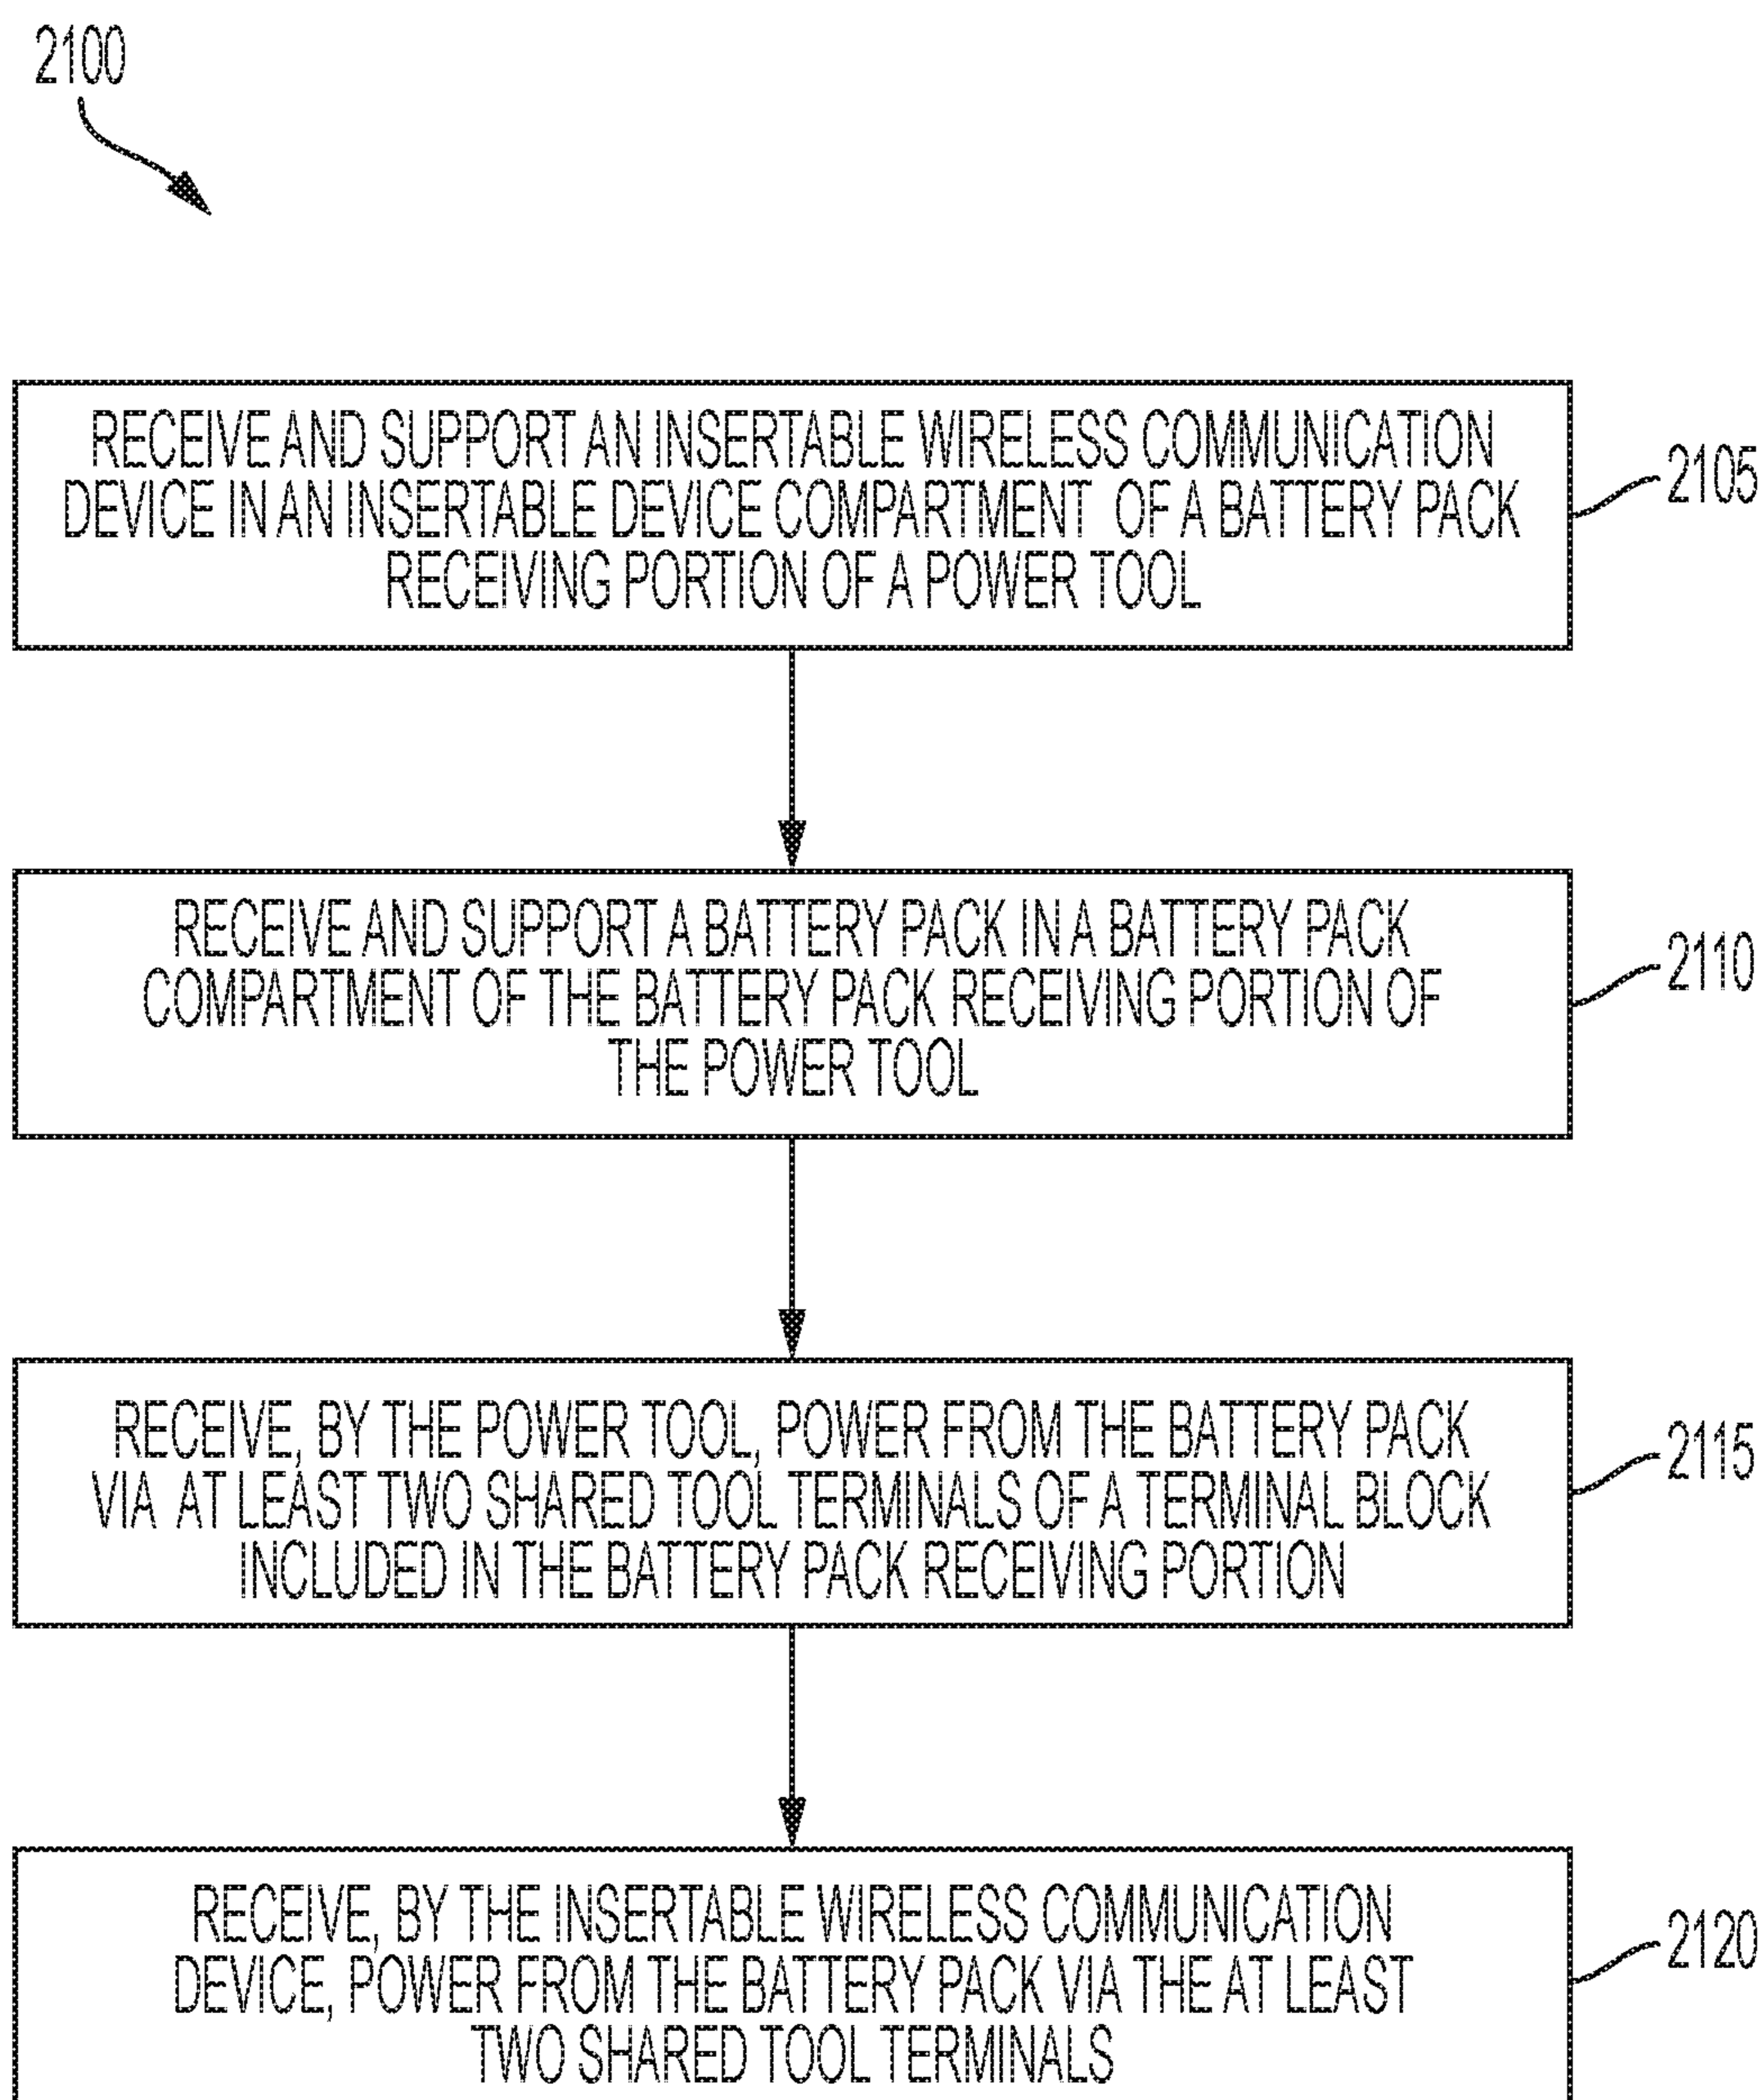 2100
RECEIVE AND SUPPORT AN INSERTABLE WIRELESS COMMUNICATION
DEVICE IN AN INSERTABLE DEVICE COMPARTMENT OF A BATTERY PACK
RECEIVING PORTION OF A POWER TOOL
2105
RECEIVE AND SUPPORT A BATTERY PACK IN A BATTERY PACK
COMPARTMENT OF THE BATTERY PACK RECEIVING PORTION OF
THE POWER TOOL
2110
RECEIVE, BY THE POWER TOOL, POWER FROM THE BATTERY PACK
VIA AT LEAST TWO SHARED TOOL TERMINALS OF A TERMINAL BLOCK
INCLUDED IN THE BATTERY PACK RECEIVING PORTION
2115
RECEIVE, BY THE INSERTABLE WIRELESS COMMUNICATION
DEVICE, POWER FROM THE BATTERY PACK VIA THE AT LEAST
TWO SHARED TOOL TERMINALS
2120